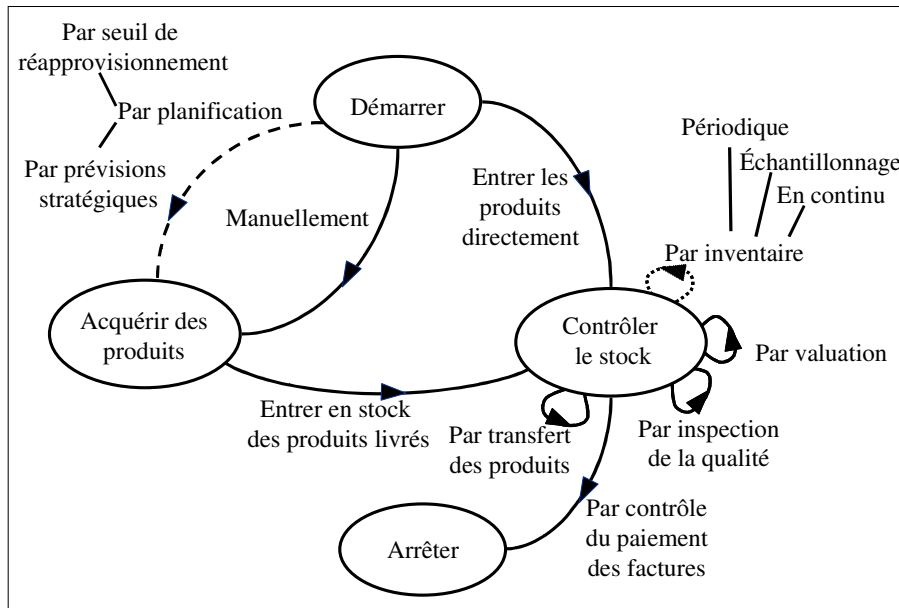 Par seuil de
réapprovisionnement
Par planification
Par prévisions
stratégiques
Démarrer
Manuellement
Entrer les
produits
directement
Périodique
Échantillonnage
En continu
Par inventaire
Acquérir des
produits
Contrôler
le stock
Par valuation
Entrer en stock
des produits livrés
Par transfert
des produits
Par inspection
de la qualité
Arrêter
Par contrôle
du paiement
des factures